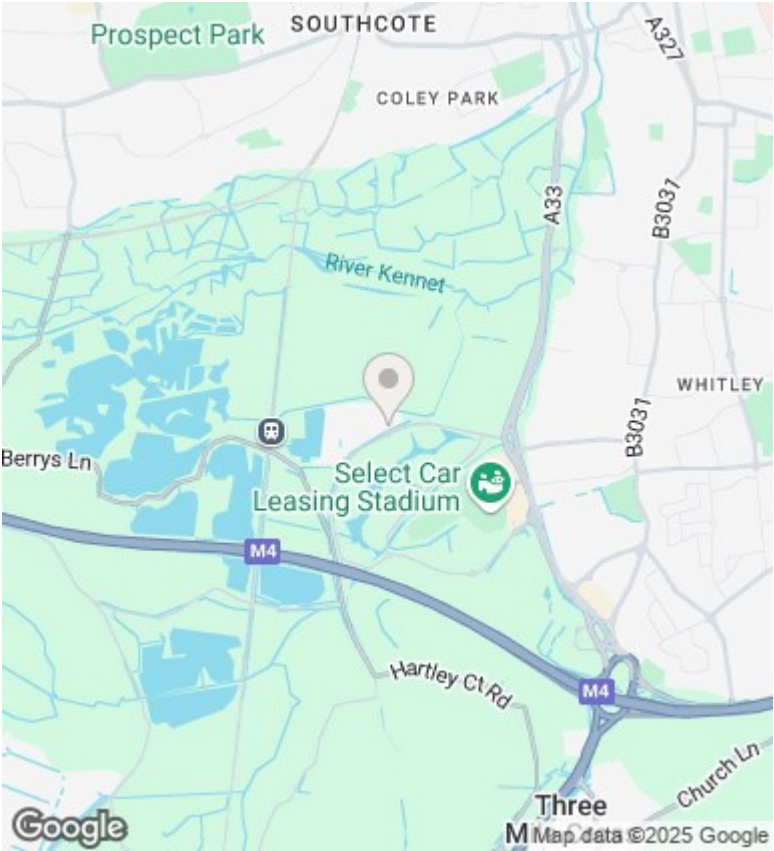 Prospect Park
SOUTHCOTE
A327
COLEY PARK
A33
B3031
River Kennet
WHITLEY
B3031
Berrys Ln
Select Car
Leasing Stadium
M4
Hartley Ct Rd
M4
Church Ln
Three
Google
Map data ©2025 Google